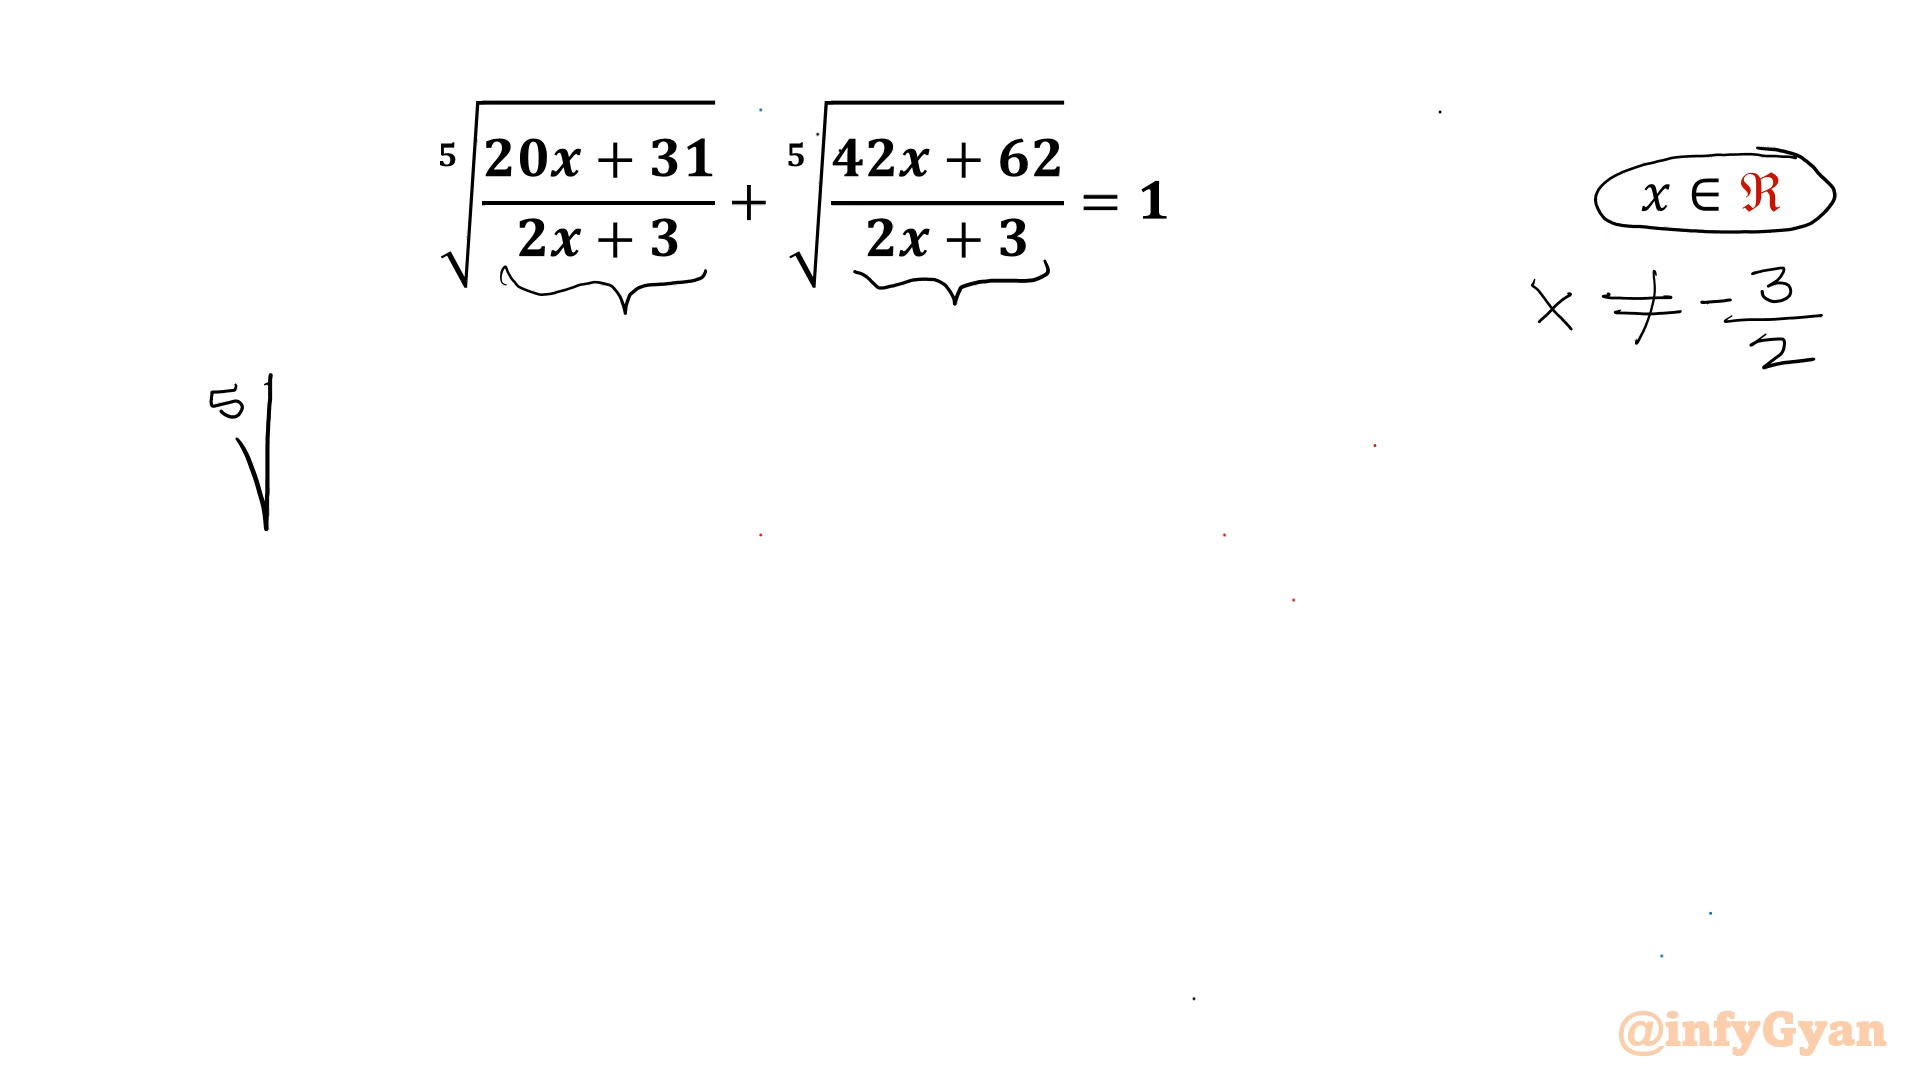 ⁵√((20x + 31)/(2x + 3)) + ⁵√((42x + 62)/(2x + 3)) = 1
x ∈ ℜ
x ≠ -3/2
⁵√
@infyGyan